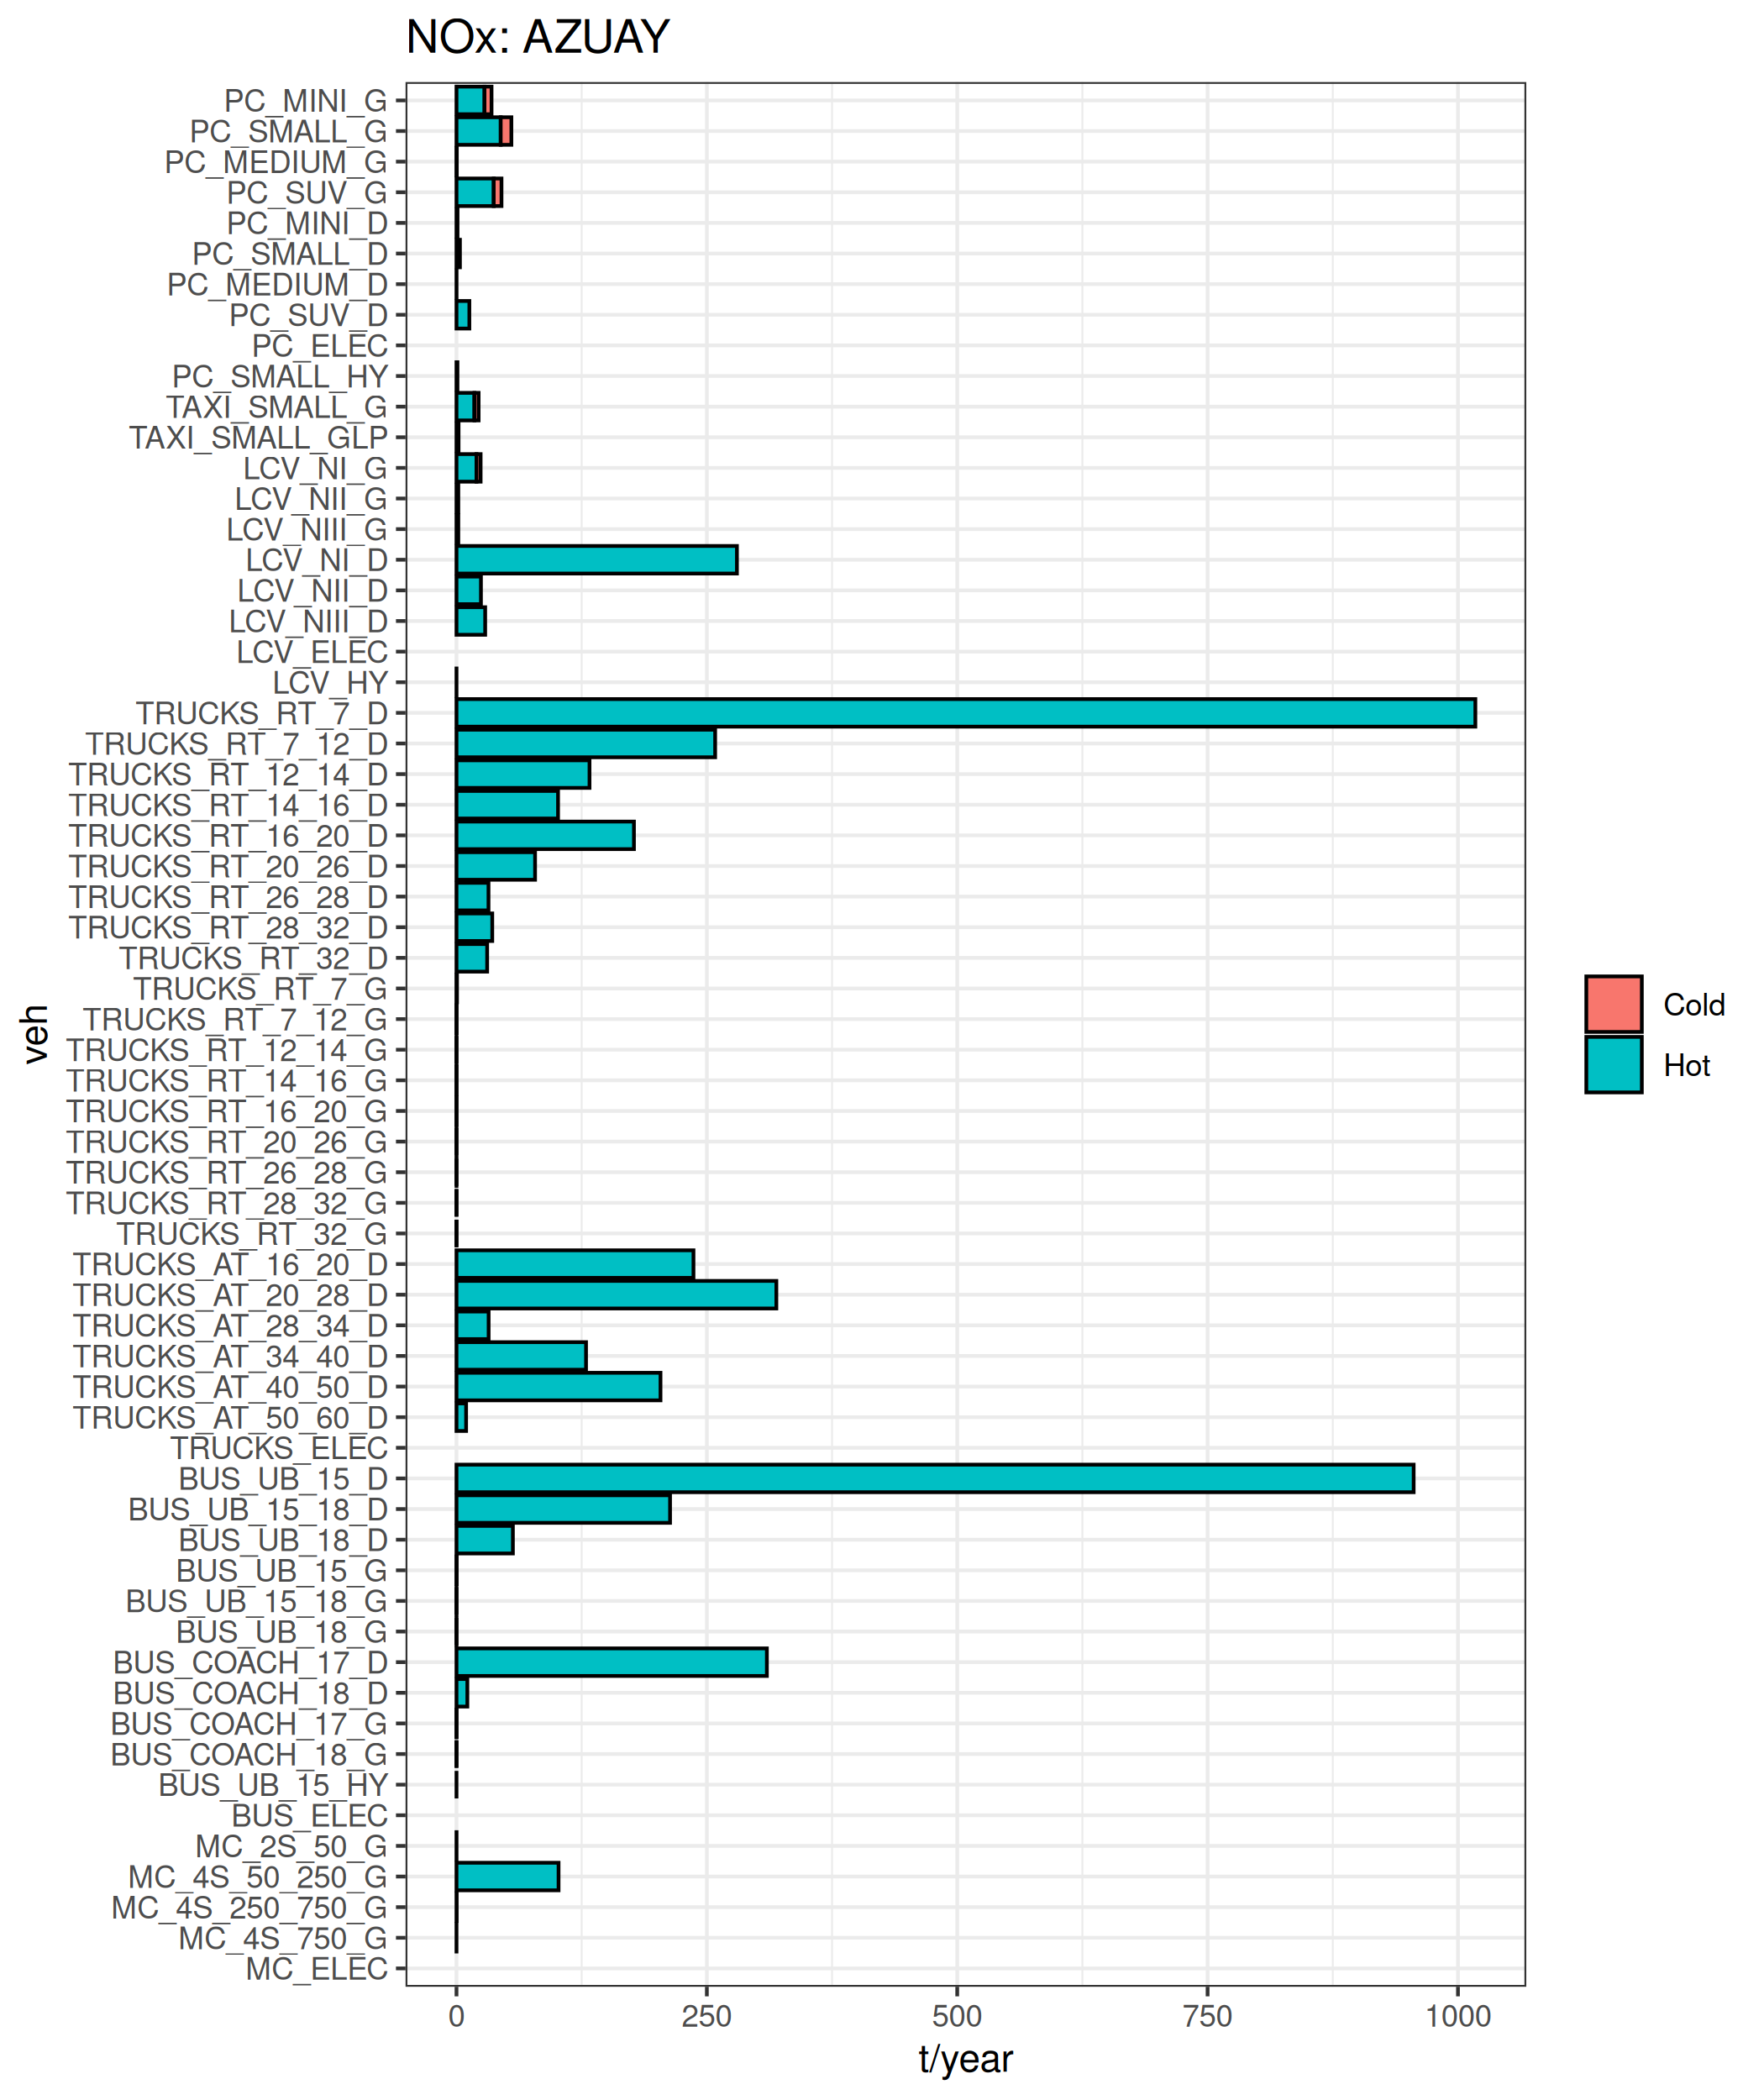 NOx: AZUAY
PC_MINI_G
PC_SMALL_G
PC_MEDIUM_G
PC_SUV_G
PC_MINI_D
PC_SMALL_D
PC_MEDIUM_D
PC_SUV_D
PC_ELEC
PC_SMALL_HY
TAXI_SMALL_G
TAXI_SMALL_GLP
LCV_NI_G
LCV_NII_G
LCV_NIII_G
LCV_NI_D
LCV_NII_D
LCV_NIII_D
LCV_ELEC
LCV_HY
TRUCKS_RT_7_D
TRUCKS_RT_7_12_D
TRUCKS_RT_12_14_D
TRUCKS_RT_14_16_D
TRUCKS_RT_16_20_D
TRUCKS_RT_20_26_D
TRUCKS_RT_26_28_D
TRUCKS_RT_28_32_D
TRUCKS_RT_32_D
TRUCKS_RT_7_G
TRUCKS_RT_7_12_G
TRUCKS_RT_12_14_G
TRUCKS_RT_14_16_G
TRUCKS_RT_16_20_G
TRUCKS_RT_20_26_G
TRUCKS_RT_26_28_G
TRUCKS_RT_28_32_G
TRUCKS_RT_32_G
TRUCKS_AT_16_20_D
TRUCKS_AT_20_28_D
TRUCKS_AT_28_34_D
TRUCKS_AT_34_40_D
TRUCKS_AT_40_50_D
TRUCKS_AT_50_60_D
TRUCKS_ELEC
BUS_UB_15_D
BUS_UB_15_18_D
BUS_UB_18_D
BUS_UB_15_G
BUS_UB_15_18_G
BUS_UB_18_G
BUS_COACH_17_D
BUS_COACH_18_D
BUS_COACH_17_G
BUS_COACH_18_G
BUS_UB_15_HY
BUS_ELEC
MC_2S_50_G
MC_4S_50_250_G
MC_4S_250_750_G
MC_4S_750_G
MC_ELEC
veh
0 250 500 750 1000
t/year
Cold
Hot